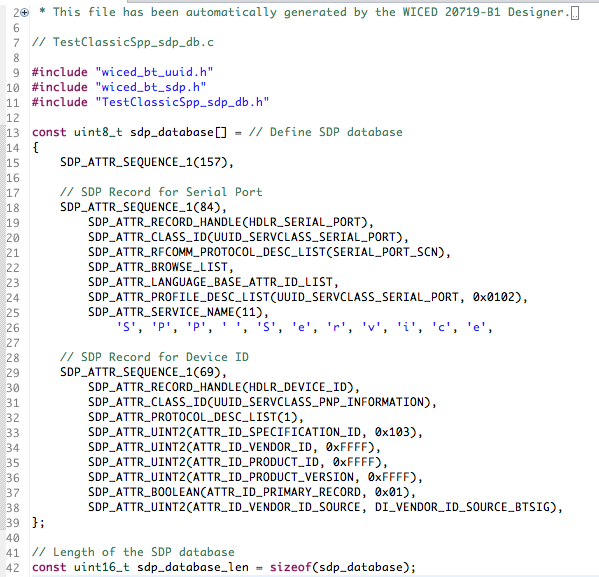 2 * This file has been automatically generated by the WICED 20719-B1 Designer.
6
7 // TestClassicSpp_sdp_db.c
8
9 #include "wiced_bt_uuid.h"
10 #include "wiced_bt_sdp.h"
11 #include "TestClassicSpp_sdp_db.h"
12
13 const uint8_t sdp_database[] = // Define SDP database
14 {
15     SDP_ATTR_SEQUENCE_1(157),
16
17     // SDP Record for Serial Port
18     SDP_ATTR_SEQUENCE_1(84),
19         SDP_ATTR_RECORD_HANDLE(HDLR_SERIAL_PORT),
20         SDP_ATTR_CLASS_ID(UUID_SERVCLASS_SERIAL_PORT),
21         SDP_ATTR_RFCOMM_PROTOCOL_DESC_LIST(SERIAL_PORT_SCN),
22         SDP_ATTR_BROWSE_LIST,
23         SDP_ATTR_LANGUAGE_BASE_ATTR_ID_LIST,
24         SDP_ATTR_PROFILE_DESC_LIST(UUID_SERVCLASS_SERIAL_PORT, 0x0102),
25         SDP_ATTR_SERVICE_NAME(11),
26             'S', 'P', 'P', ' ', 'S', 'e', 'r', 'v', 'i', 'c', 'e',
27
28     // SDP Record for Device ID
29     SDP_ATTR_SEQUENCE_1(69),
30         SDP_ATTR_RECORD_HANDLE(HDLR_DEVICE_ID),
31         SDP_ATTR_CLASS_ID(UUID_SERVCLASS_PNP_INFORMATION),
32         SDP_ATTR_PROTOCOL_DESC_LIST(1),
33         SDP_ATTR_UINT2(ATTR_ID_SPECIFICATION_ID, 0x103),
34         SDP_ATTR_UINT2(ATTR_ID_VENDOR_ID, 0xFFFF),
35         SDP_ATTR_UINT2(ATTR_ID_PRODUCT_ID, 0xFFFF),
36         SDP_ATTR_UINT2(ATTR_ID_PRODUCT_VERSION, 0xFFFF),
37         SDP_ATTR_BOOLEAN(ATTR_ID_PRIMARY_RECORD, 0x01),
38         SDP_ATTR_UINT2(ATTR_ID_VENDOR_ID_SOURCE, DI_VENDOR_ID_SOURCE_BTSIG),
39 };
40
41 // Length of the SDP database
42 const uint16_t sdp_database_len = sizeof(sdp_database);